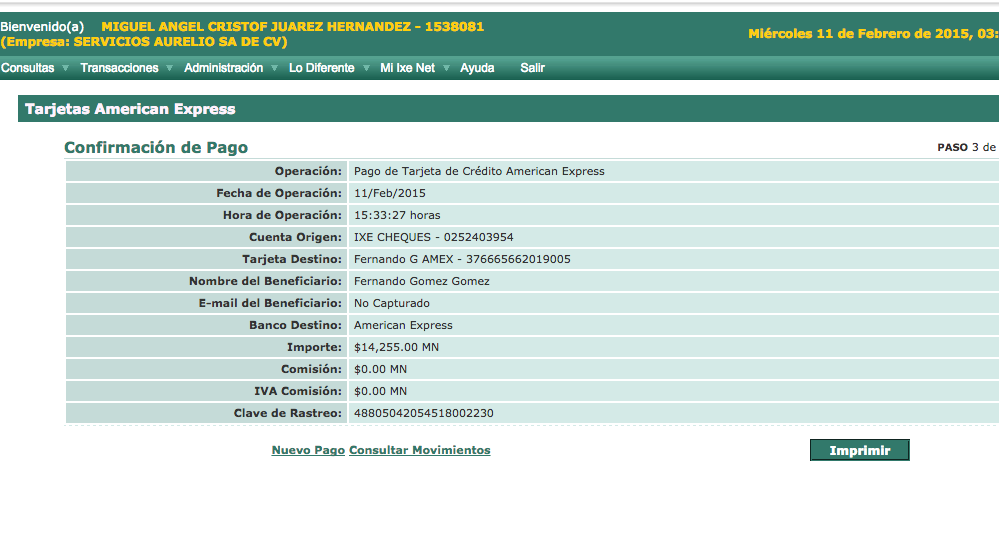 Bienvenido(a) MIGUEL ANGEL CRISTOF JUAREZ HERNANDEZ - 1538081
(Empresa: SERVICIOS AURELIO SA DE CV)
Miércoles 11 de Febrero de 2015, 03:
Consultas Transacciones Administración Lo Diferente Mi Ixe Net Ayuda Salir
Tarjetas American Express
Confirmación de Pago
PASO 3 de
Operación: Pago de Tarjeta de Crédito American Express
Fecha de Operación: 11/Feb/2015
Hora de Operación: 15:33:27 horas
Cuenta Origen: IXE CHEQUES - 0252403954
Tarjeta Destino: Fernando G AMEX - 376665662019005
Nombre del Beneficiario: Fernando Gomez Gomez
E-mail del Beneficiario: No Capturado
Banco Destino: American Express
Importe: $14,255.00 MN
Comisión: $0.00 MN
IVA Comisión: $0.00 MN
Clave de Rastreo: 48805042054518002230
Nuevo Pago Consultar Movimientos
Imprimir